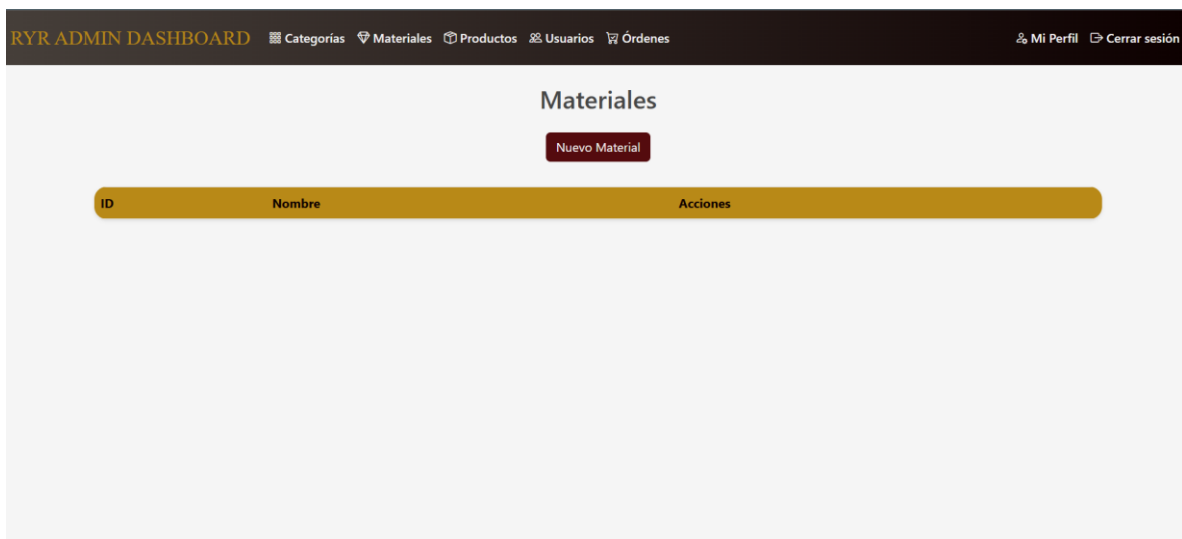 RYR ADMIN DASHBOARD Categorías Materiales Productos Usuarios Órdenes Mi Perfil Cerrar sesión
Materiales
Nuevo Material
ID Nombre Acciones